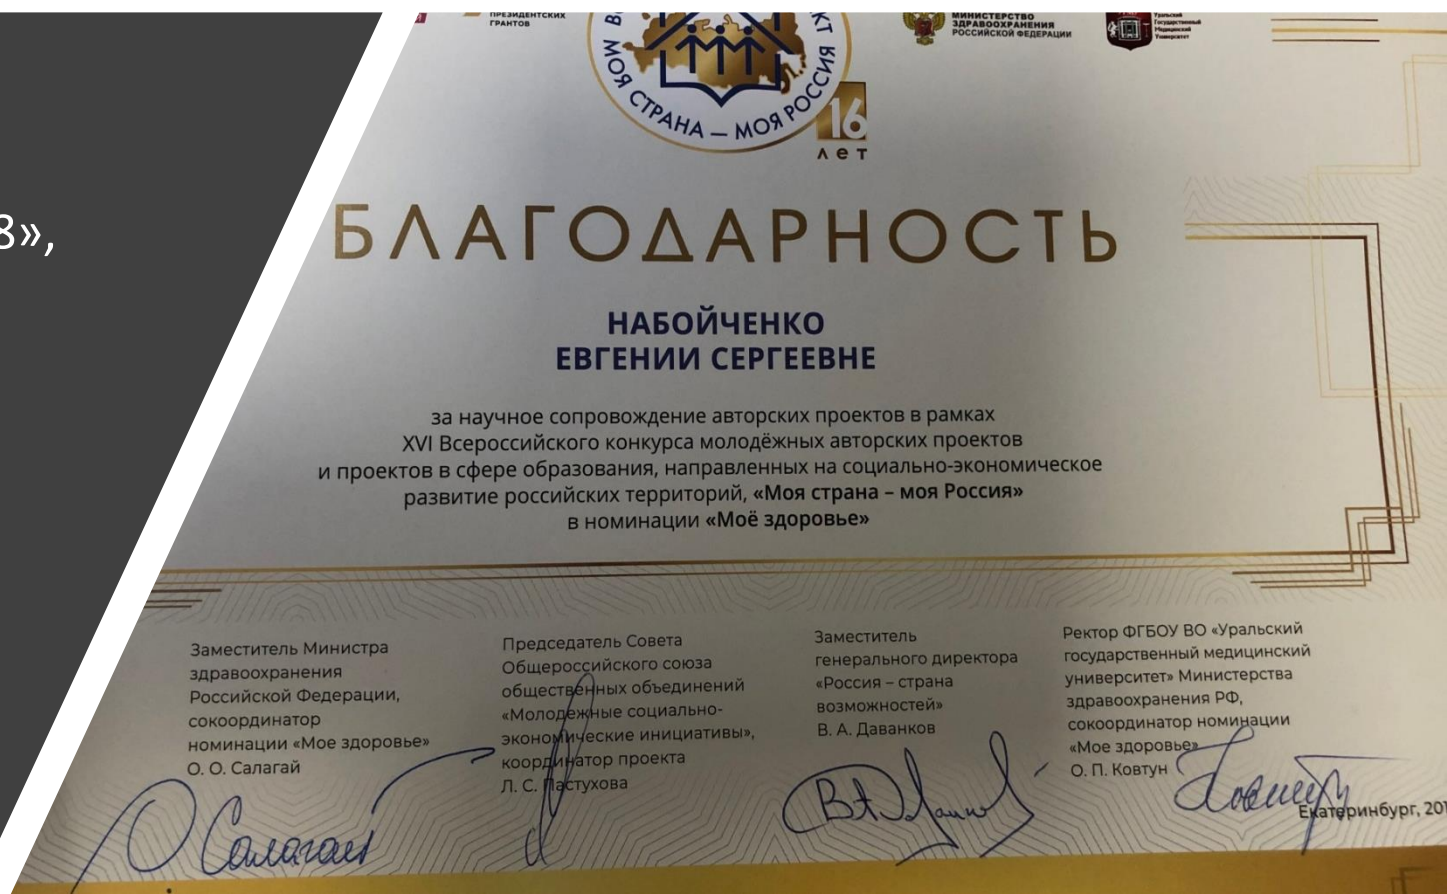 8»,
ПРЕЗИДЕНТСКИХ
ГРАНТОВ
МИНИСТЕРСТВО
ЗДРАВООХРАНЕНИЯ
РОССИЙСКОЙ ФЕДЕРАЦИИ
Уральский
Государственный
Медицинский
Университет
МОЯ СТРАНА — МОЯ РОССИЯ
16
лет
БЛАГОДАРНОСТЬ
НАБОЙЧЕНКО
ЕВГЕНИИ СЕРГЕЕВНЕ
за научное сопровождение авторских проектов в рамках
XVI Всероссийского конкурса молодёжных авторских проектов
и проектов в сфере образования, направленных на социально-экономическое
развитие российских территорий, «Моя страна – моя Россия»
в номинации «Моё здоровье»
Заместитель Министра
здравоохранения
Российской Федерации,
сокоординатор
номинации «Мое здоровье»
О. О. Салагай
Председатель Совета
Общероссийского союза
общественных объединений
«Молодежные социально-
экономические инициативы»,
координатор проекта
Л. С. Пастухова
Заместитель
генерального директора
«Россия – страна
возможностей»
В. А. Даванков
Ректор ФГБОУ ВО «Уральский
государственный медицинский
университет» Министерства
здравоохранения РФ,
сокоординатор номинации
«Мое здоровье»
О. П. Ковтун
Екатеринбург, 201